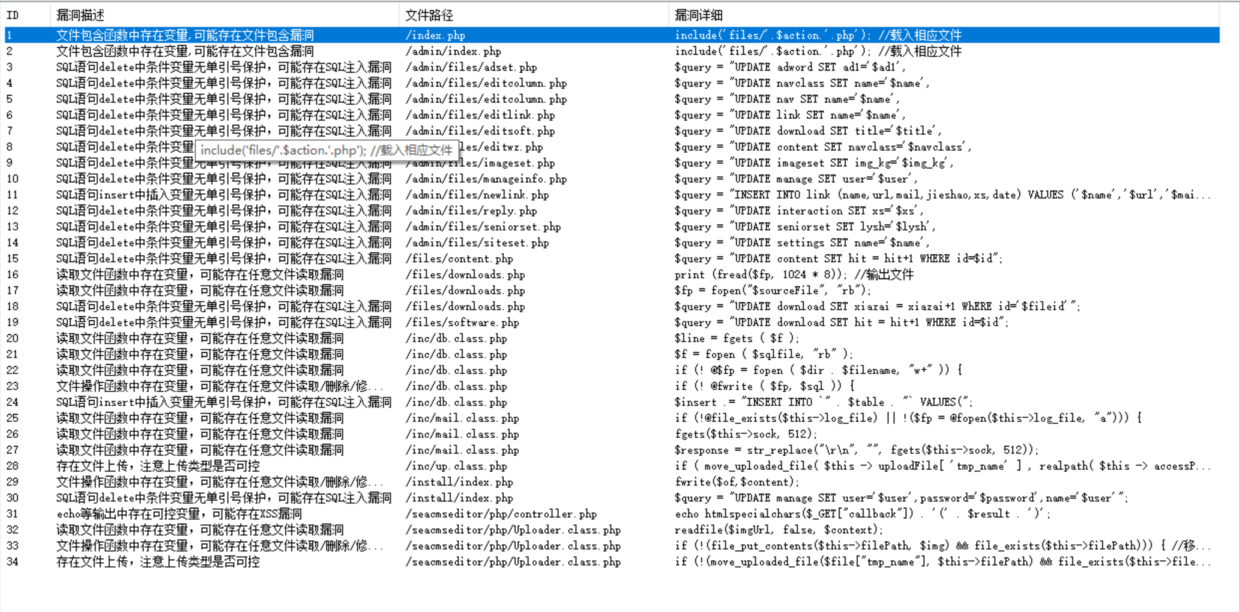 ID 漏洞描述 文件路径 漏洞详细
1 文件包含函数中存在变量,可能存在文件包含漏洞 /index.php include('files/'.$action.'.php'); //载入相应文件
2 文件包含函数中存在变量,可能存在文件包含漏洞 /admin/index.php include('files/'.$action.'.php'); //载入相应文件
3 SQL语句delete中条件变量无单引号保护，可能存在SQL注入漏洞 /admin/files/adset.php $query = "UPDATE adword SET ad1='$ad1',
4 SQL语句delete中条件变量无单引号保护，可能存在SQL注入漏洞 /admin/files/editcolumn.php $query = "UPDATE navclass SET name='$name',
5 SQL语句delete中条件变量无单引号保护，可能存在SQL注入漏洞 /admin/files/editcolumn.php $query = "UPDATE nav SET name='$name',
6 SQL语句delete中条件变量无单引号保护，可能存在SQL注入漏洞 /admin/files/editlink.php $query = "UPDATE link SET name='$name',
7 SQL语句delete中条件变量无单引号保护，可能存在SQL注入漏洞 /admin/files/editsoft.php $query = "UPDATE download SET title='$title',
8 SQL语句delete中条件变量 include('files/'.$action.'.php'); //载入相应文件 /editwz.php $query = "UPDATE content SET navclass='$navclass',
9 SQL语句delete中条件变量无单引号保护，可能存在SQL注入漏洞 /admin/files/imageset.php $query = "UPDATE imageset SET img_kg='$img_kg',
10 SQL语句delete中条件变量无单引号保护，可能存在SQL注入漏洞 /admin/files/manageinfo.php $query = "UPDATE manage SET user='$user',
11 SQL语句insert中插入变量无单引号保护，可能存在SQL注入漏洞 /admin/files/newlink.php $query = "INSERT INTO link (name,url,mail,jieshao,xs,date) VALUES ('$name','$url','$mai...
12 SQL语句delete中条件变量无单引号保护，可能存在SQL注入漏洞 /admin/files/reply.php $query = "UPDATE interaction SET xs='$xs',
13 SQL语句delete中条件变量无单引号保护，可能存在SQL注入漏洞 /admin/files/seniorset.php $query = "UPDATE seniorset SET lysh='$lysh',
14 SQL语句delete中条件变量无单引号保护，可能存在SQL注入漏洞 /admin/files/siteset.php $query = "UPDATE settings SET name='$name',
15 SQL语句delete中条件变量无单引号保护，可能存在SQL注入漏洞 /files/content.php $query = "UPDATE content SET hit = hit+1 WHERE id=$id";
16 读取文件函数中存在变量，可能存在任意文件读取漏洞 /files/downloads.php print (fread($fp, 1024 * 8)); //输出文件
17 读取文件函数中存在变量，可能存在任意文件读取漏洞 /files/downloads.php $fp = fopen("$sourceFile", "rb");
18 SQL语句delete中条件变量无单引号保护，可能存在SQL注入漏洞 /files/downloads.php $query = "UPDATE download SET xiazai = xiazai+1 WhERE id='$fileid'";
19 SQL语句delete中条件变量无单引号保护，可能存在SQL注入漏洞 /files/software.php $query = "UPDATE download SET hit = hit+1 WHERE id=$id";
20 读取文件函数中存在变量，可能存在任意文件读取漏洞 /inc/db.class.php $line = fgets ( $f );
21 读取文件函数中存在变量，可能存在任意文件读取漏洞 /inc/db.class.php $f = fopen ( $sqlfile, "rb" );
22 读取文件函数中存在变量，可能存在任意文件读取漏洞 /inc/db.class.php if (! @$fp = fopen ( $dir . $filename, "w+" )) {
23 文件操作函数中存在变量，可能存在任意文件读取/删除/修... /inc/db.class.php if (! @fwrite ( $fp, $sql )) {
24 SQL语句insert中插入变量无单引号保护，可能存在SQL注入漏洞 /inc/db.class.php $insert .= "INSERT INTO `" . $table . "` VALUES(";
25 读取文件函数中存在变量，可能存在任意文件读取漏洞 /inc/mail.class.php if (!@file_exists($this->log_file) || !($fp = @fopen($this->log_file, "a"))) {
26 读取文件函数中存在变量，可能存在任意文件读取漏洞 /inc/mail.class.php fgets($this->sock, 512);
27 读取文件函数中存在变量，可能存在任意文件读取漏洞 /inc/mail.class.php $response = str_replace("\r\n", "", fgets($this->sock, 512));
28 存在文件上传，注意上传类型是否可控 /inc/up.class.php if ( move_uploaded_file( $this -> uploadFile[ 'tmp_name' ] , realpath( $this -> accessP...
29 文件操作函数中存在变量，可能存在任意文件读取/删除/修... /install/index.php fwrite($of,$content);
30 SQL语句delete中条件变量无单引号保护，可能存在SQL注入漏洞 /install/index.php $query = "UPDATE manage SET user='$user',password='$password',name='$user'";
31 echo等输出中存在可控变量，可能存在XSS漏洞 /seacmseditor/php/controller.php echo htmlspecialchars($_GET["callback"]) . '(' . $result . ')';
32 读取文件函数中存在变量，可能存在任意文件读取漏洞 /seacmseditor/php/Uploader.class.php readfile($imgUrl, false, $context);
33 文件操作函数中存在变量，可能存在任意文件读取/删除/修... /seacmseditor/php/Uploader.class.php if (!(file_put_contents($this->filePath, $img) && file_exists($this->filePath))) { //移...
34 存在文件上传，注意上传类型是否可控 /seacmseditor/php/Uploader.class.php if (!(move_uploaded_file($file["tmp_name"], $this->filePath) && file_exists($this->file...